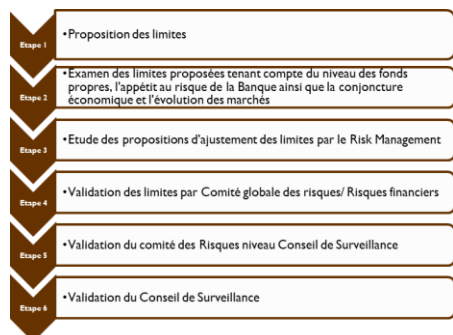 Etape 1
•Proposition des limites
Etape 2
•Examen des limites proposées tenant compte du niveau des fonds
propres, l'appétit au risque de la Banque ainsi que la conjoncture
économique et l'évolution des marchés
Etape 3
•Etude des propositions d'ajustement des limites par le Risk Management
Etape 4
•Validation des limites par Comité globale des risques/ Risques financiers
Etape 5
•Validation du comité des Risques niveau Conseil de Surveillance
Etape 6
•Validation du Conseil de Surveillance